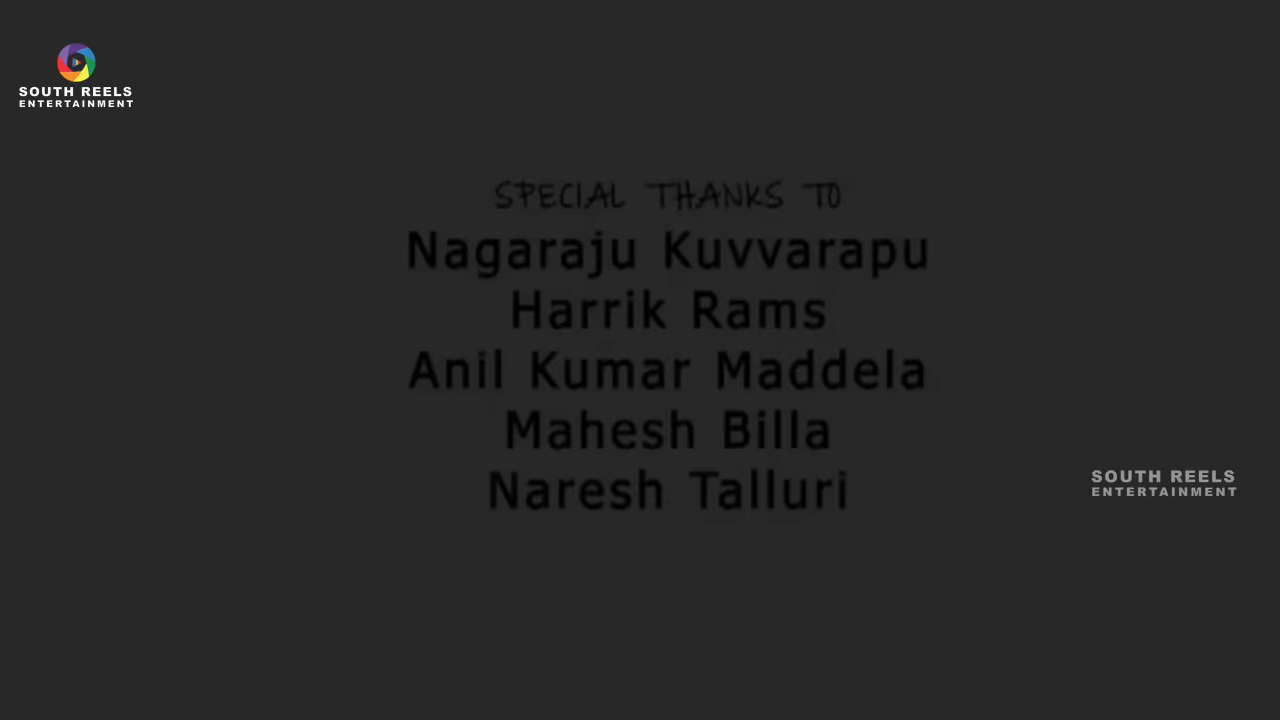 SOUTH REELS
ENTERTAINMENT
SPECIAL THANKS TO
Nagaraju Kuvvarapu
Harrik Rams
Anil Kumar Maddela
Mahesh Billa
Naresh Talluri
SOUTH REELS
ENTERTAINMENT